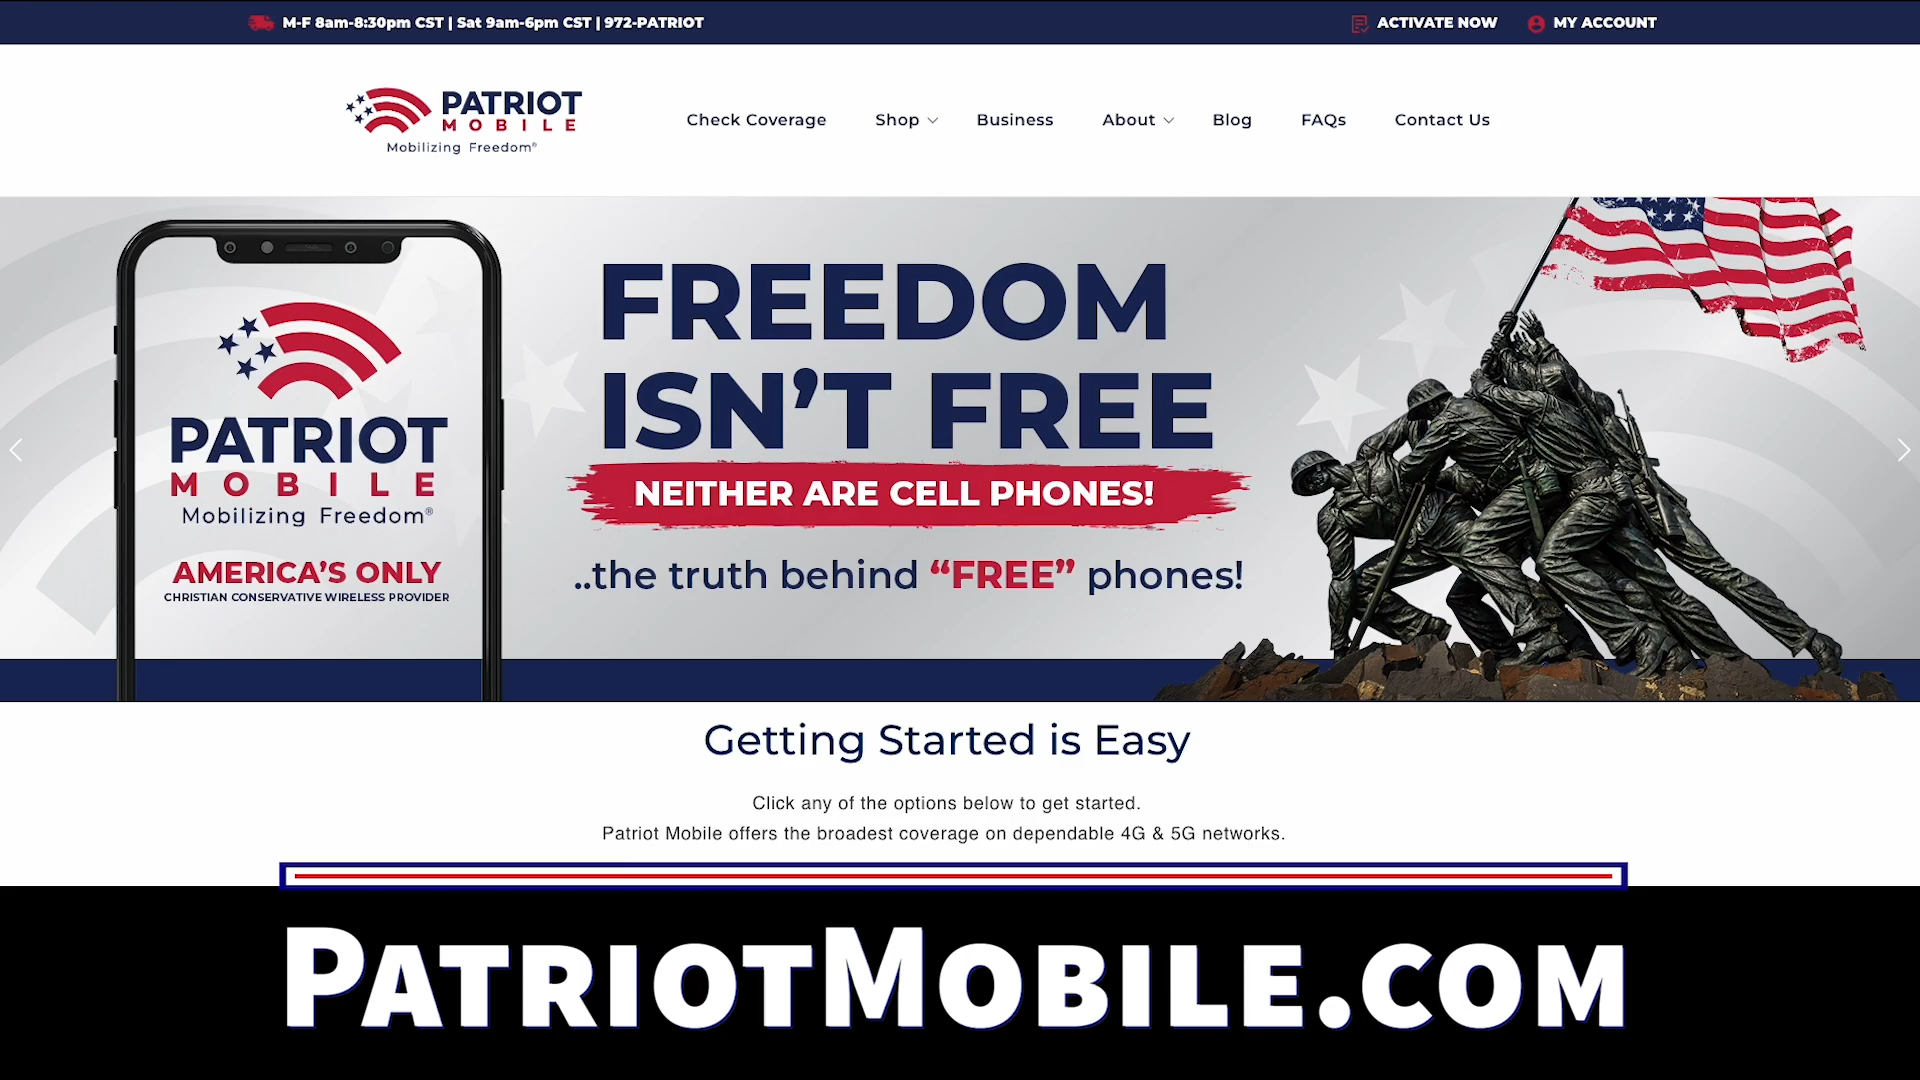 M-F 8am-8:30pm CST | Sat 9am-6pm CST | 972-PATRIOT
ACTIVATE NOW
MY ACCOUNT
PATRIOT
MOBILE
Mobilizing Freedom®
Check Coverage
Shop
Business
About
Blog
FAQs
Contact Us
PATRIOT
MOBILE
Mobilizing Freedom®
AMERICA'S ONLY
CHRISTIAN CONSERVATIVE WIRELESS PROVIDER
FREEDOM
ISN'T FREE
NEITHER ARE CELL PHONES!
..the truth behind “FREE” phones!
Getting Started is Easy
Click any of the options below to get started.
Patriot Mobile offers the broadest coverage on dependable 4G & 5G networks.
PATRIOTMOBILE.COM